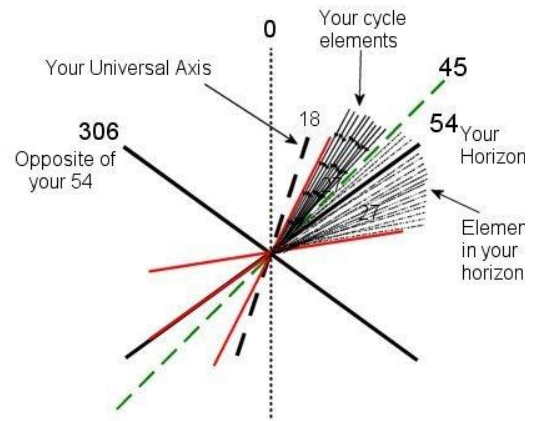 0
Your cycle
elements
Your Universal Axis
45
18
306
54
Your
Horizon
Opposite of
your 54
27
Elemen
in your
horizon